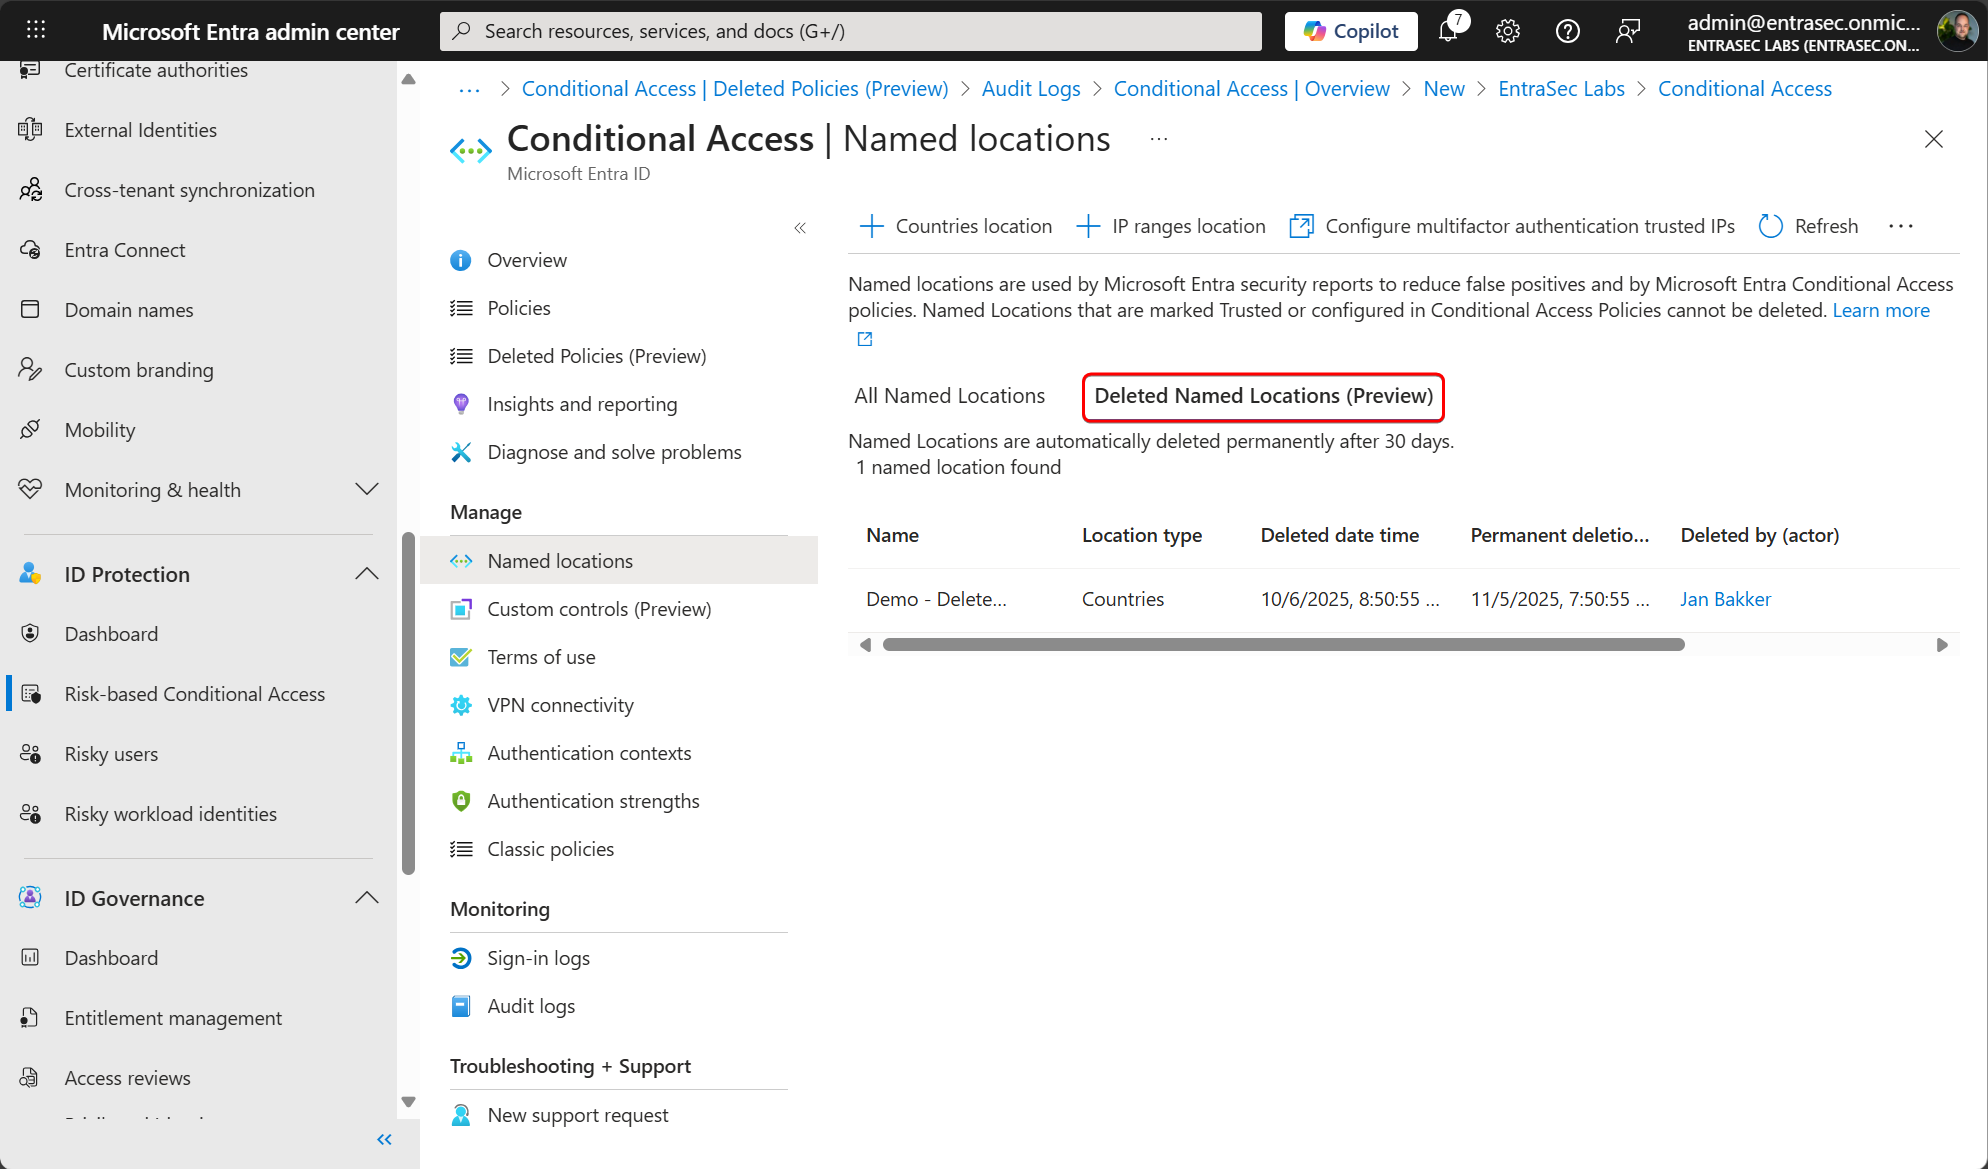 Microsoft Entra admin center
Search resources, services, and docs (G+/)
Copilot
7
admin@entrasec.onmic...
ENTRASEC LABS (ENTRASEC.ON...
Certificate authorities
External Identities
Cross-tenant synchronization
Entra Connect
Domain names
Custom branding
Mobility
Monitoring & health
ID Protection
Dashboard
Risk-based Conditional Access
Risky users
Risky workload identities
ID Governance
Dashboard
Entitlement management
Access reviews
... > Conditional Access | Deleted Policies (Preview) > Audit Logs > Conditional Access | Overview > New > EntraSec Labs > Conditional Access
Conditional Access | Named locations ...
Microsoft Entra ID
Overview
Policies
Deleted Policies (Preview)
Insights and reporting
Diagnose and solve problems
Manage
Named locations
Custom controls (Preview)
Terms of use
VPN connectivity
Authentication contexts
Authentication strengths
Classic policies
Monitoring
Sign-in logs
Audit logs
Troubleshooting + Support
New support request
Countries location IP ranges location Configure multifactor authentication trusted IPs Refresh ...
Named locations are used by Microsoft Entra security reports to reduce false positives and by Microsoft Entra Conditional Access
policies. Named Locations that are marked Trusted or configured in Conditional Access Policies cannot be deleted. Learn more
All Named Locations Deleted Named Locations (Preview)
Named Locations are automatically deleted permanently after 30 days.
1 named location found
Name Location type Deleted date time Permanent deletio... Deleted by (actor)
Demo - Delete... Countries 10/6/2025, 8:50:55 ... 11/5/2025, 7:50:55 ... Jan Bakker